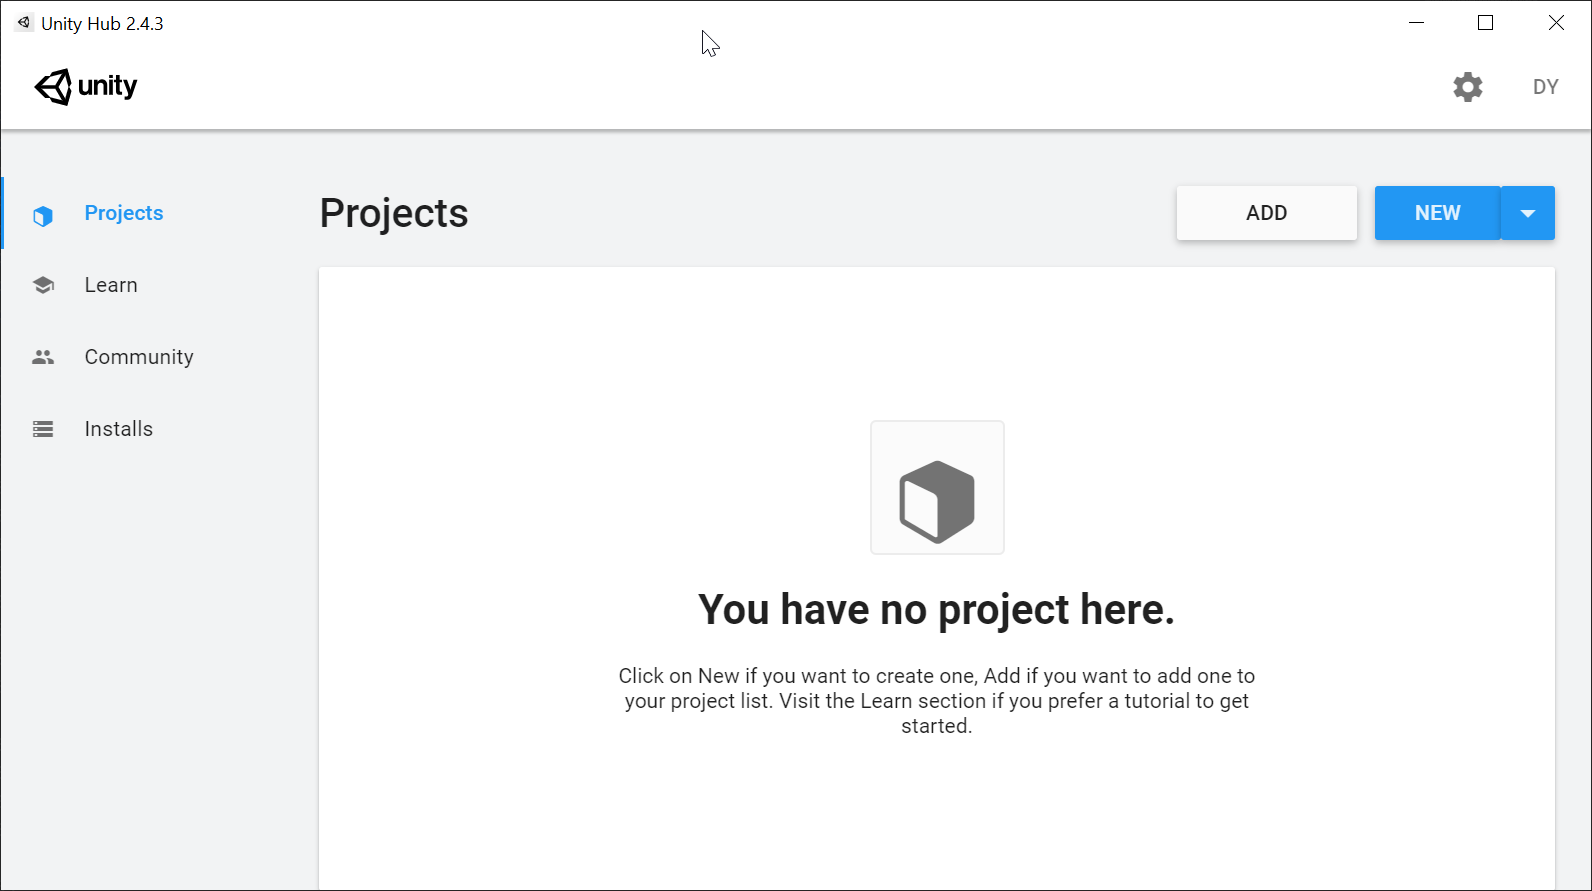 Unity Hub 2.4.3
unity
DY
Projects
Learn
Community
Installs
Projects
ADD
NEW
You have no project here.
Click on New if you want to create one, Add if you want to add one to
your project list. Visit the Learn section if you prefer a tutorial to get
started.